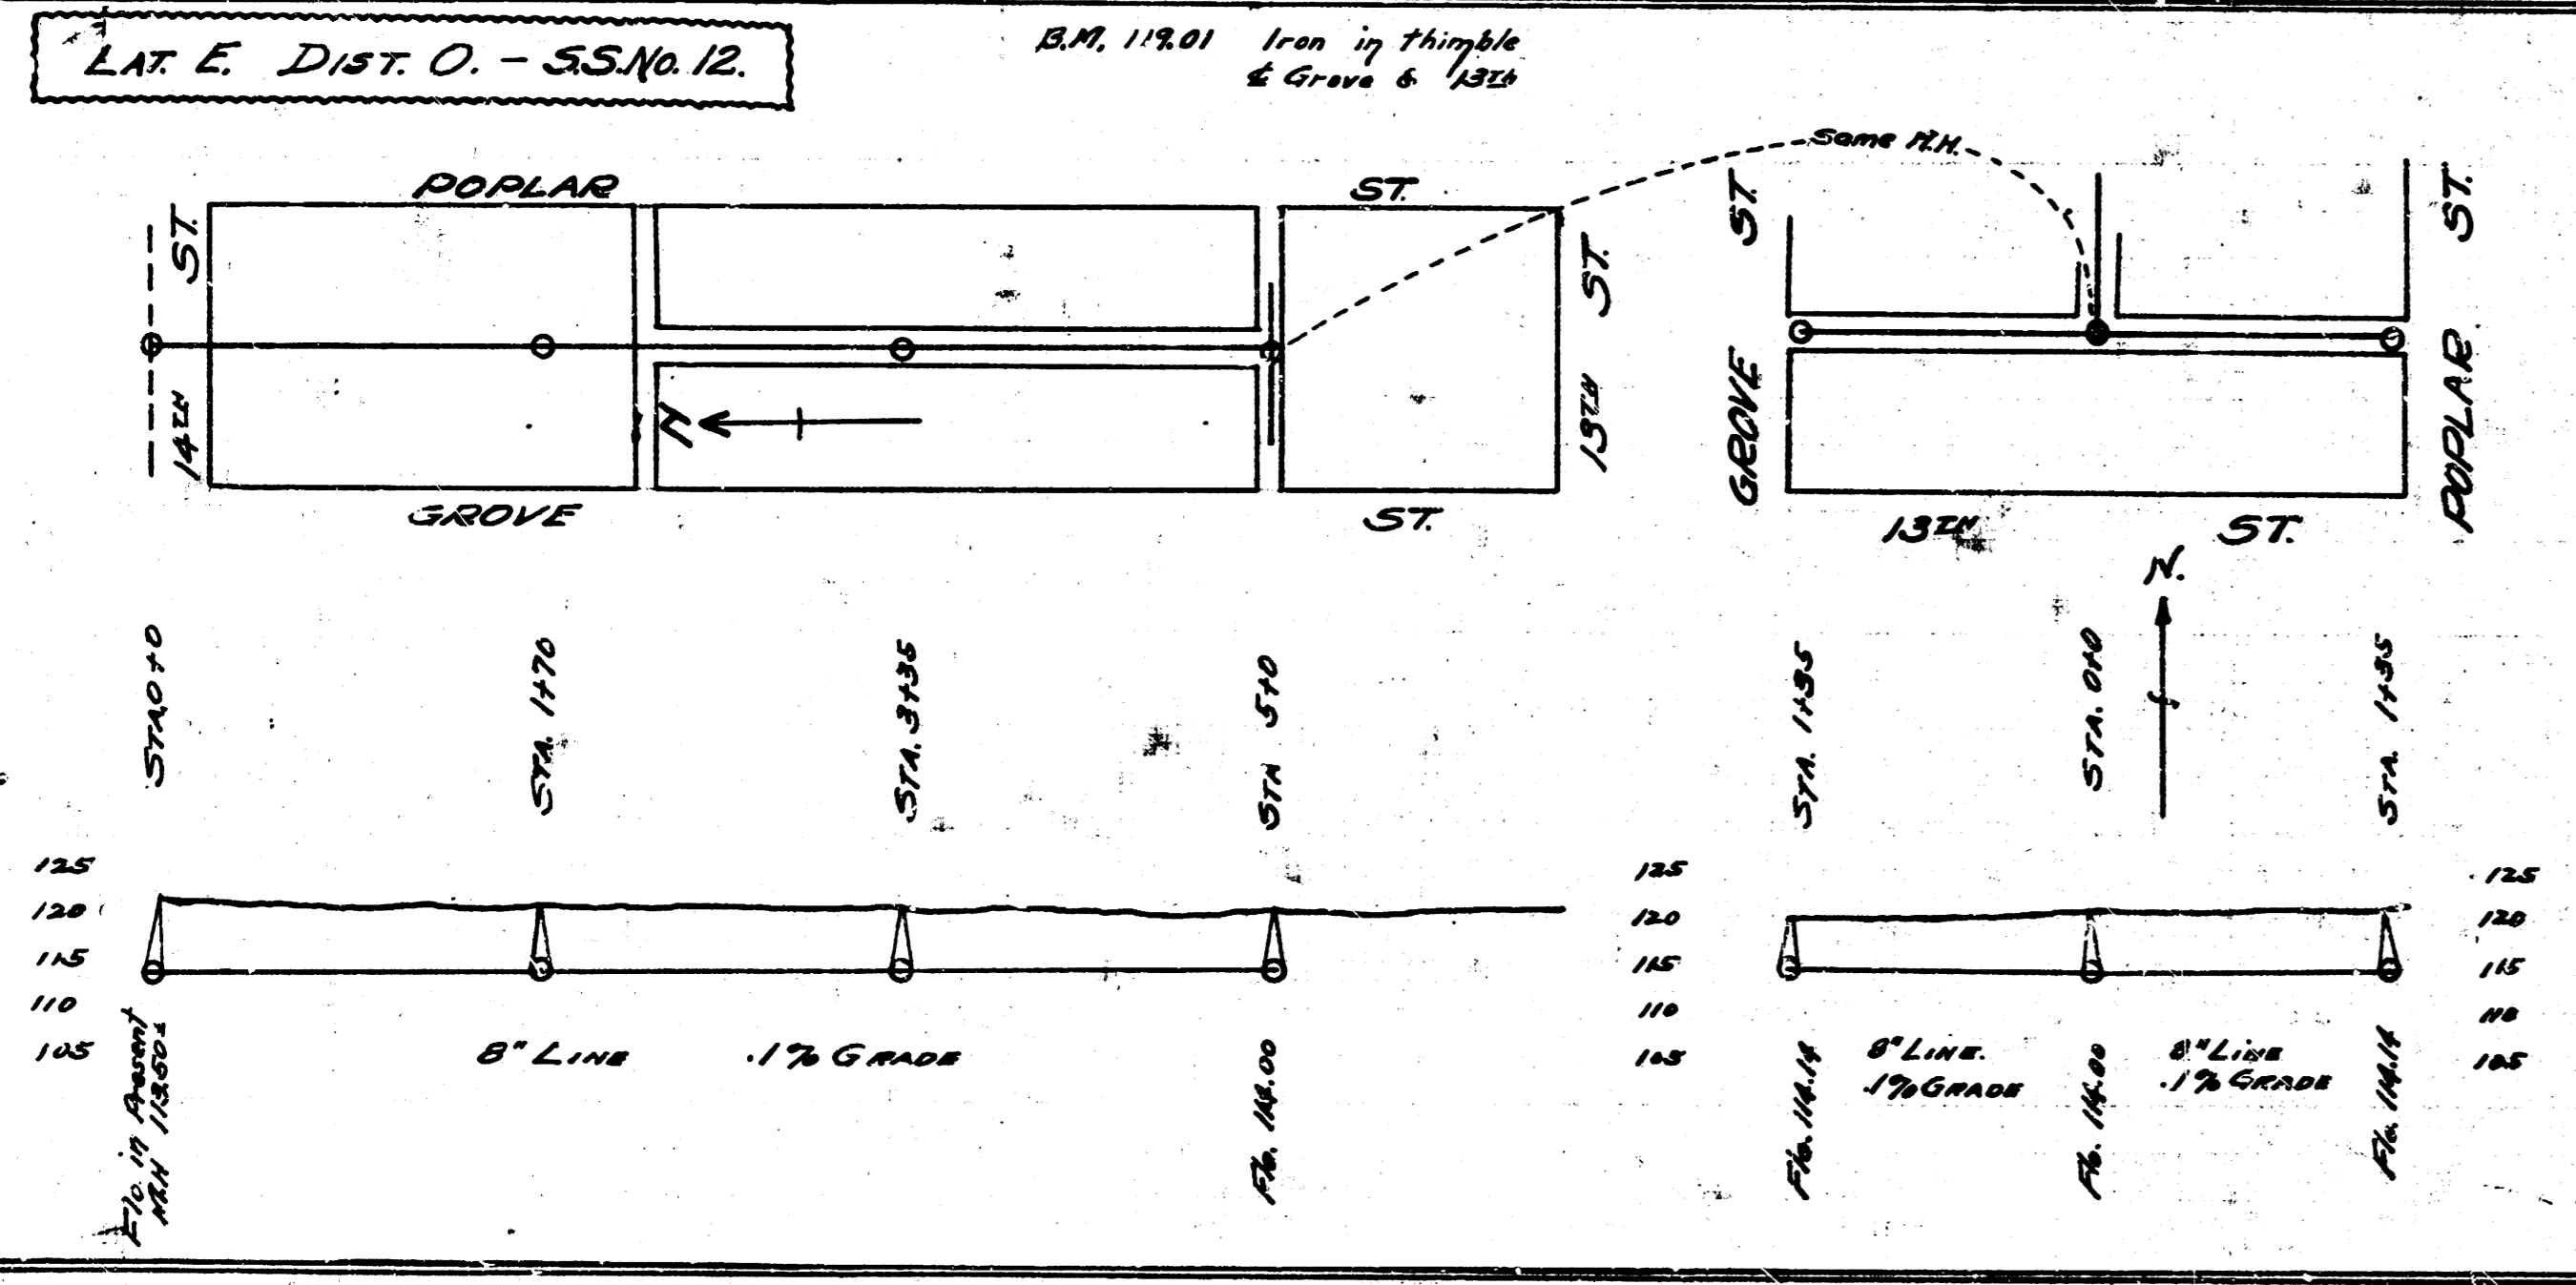 LAT. E. DIST. O. – S.S.NO. 12.
B.M. 119.01 Iron in thimble
℄ Grove & 13TH
Same M.H.
POPLAR ST.
14TH ST.
13TH ST.
GROVE ST.
N
GROVE ST.
POPLAR ST.
13TH ST.
N.
STA. 0+0
STA. 1+70
STA. 3+35
STA 5+0
STA. 1+35
STA. 0+0
STA. 1+35
125
120
115
110
105
125
120
115
110
105
125
120
115
110
105
Flo. in Present
M.H 113.50±
8" LINE .1% GRADE
Flo. 114.00
Flo. 114.14
8" LINE.
.1% GRADE
Flo. 114.00
8" LINE
.1% GRADE
Flo. 114.14